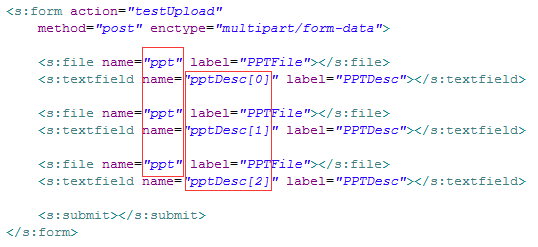 <s:form action="testUpload"
method="post" enctype="multipart/form-data">
<s:file name="ppt" label="PPTFile"></s:file>
<s:textfield name="pptDesc[0]" label="PPTDesc"></s:textfield>
<s:file name="ppt" label="PPTFile"></s:file>
<s:textfield name="pptDesc[1]" label="PPTDesc"></s:textfield>
<s:file name="ppt" label="PPTFile"></s:file>
<s:textfield name="pptDesc[2]" label="PPTDesc"></s:textfield>
<s:submit></s:submit>
</s:form>